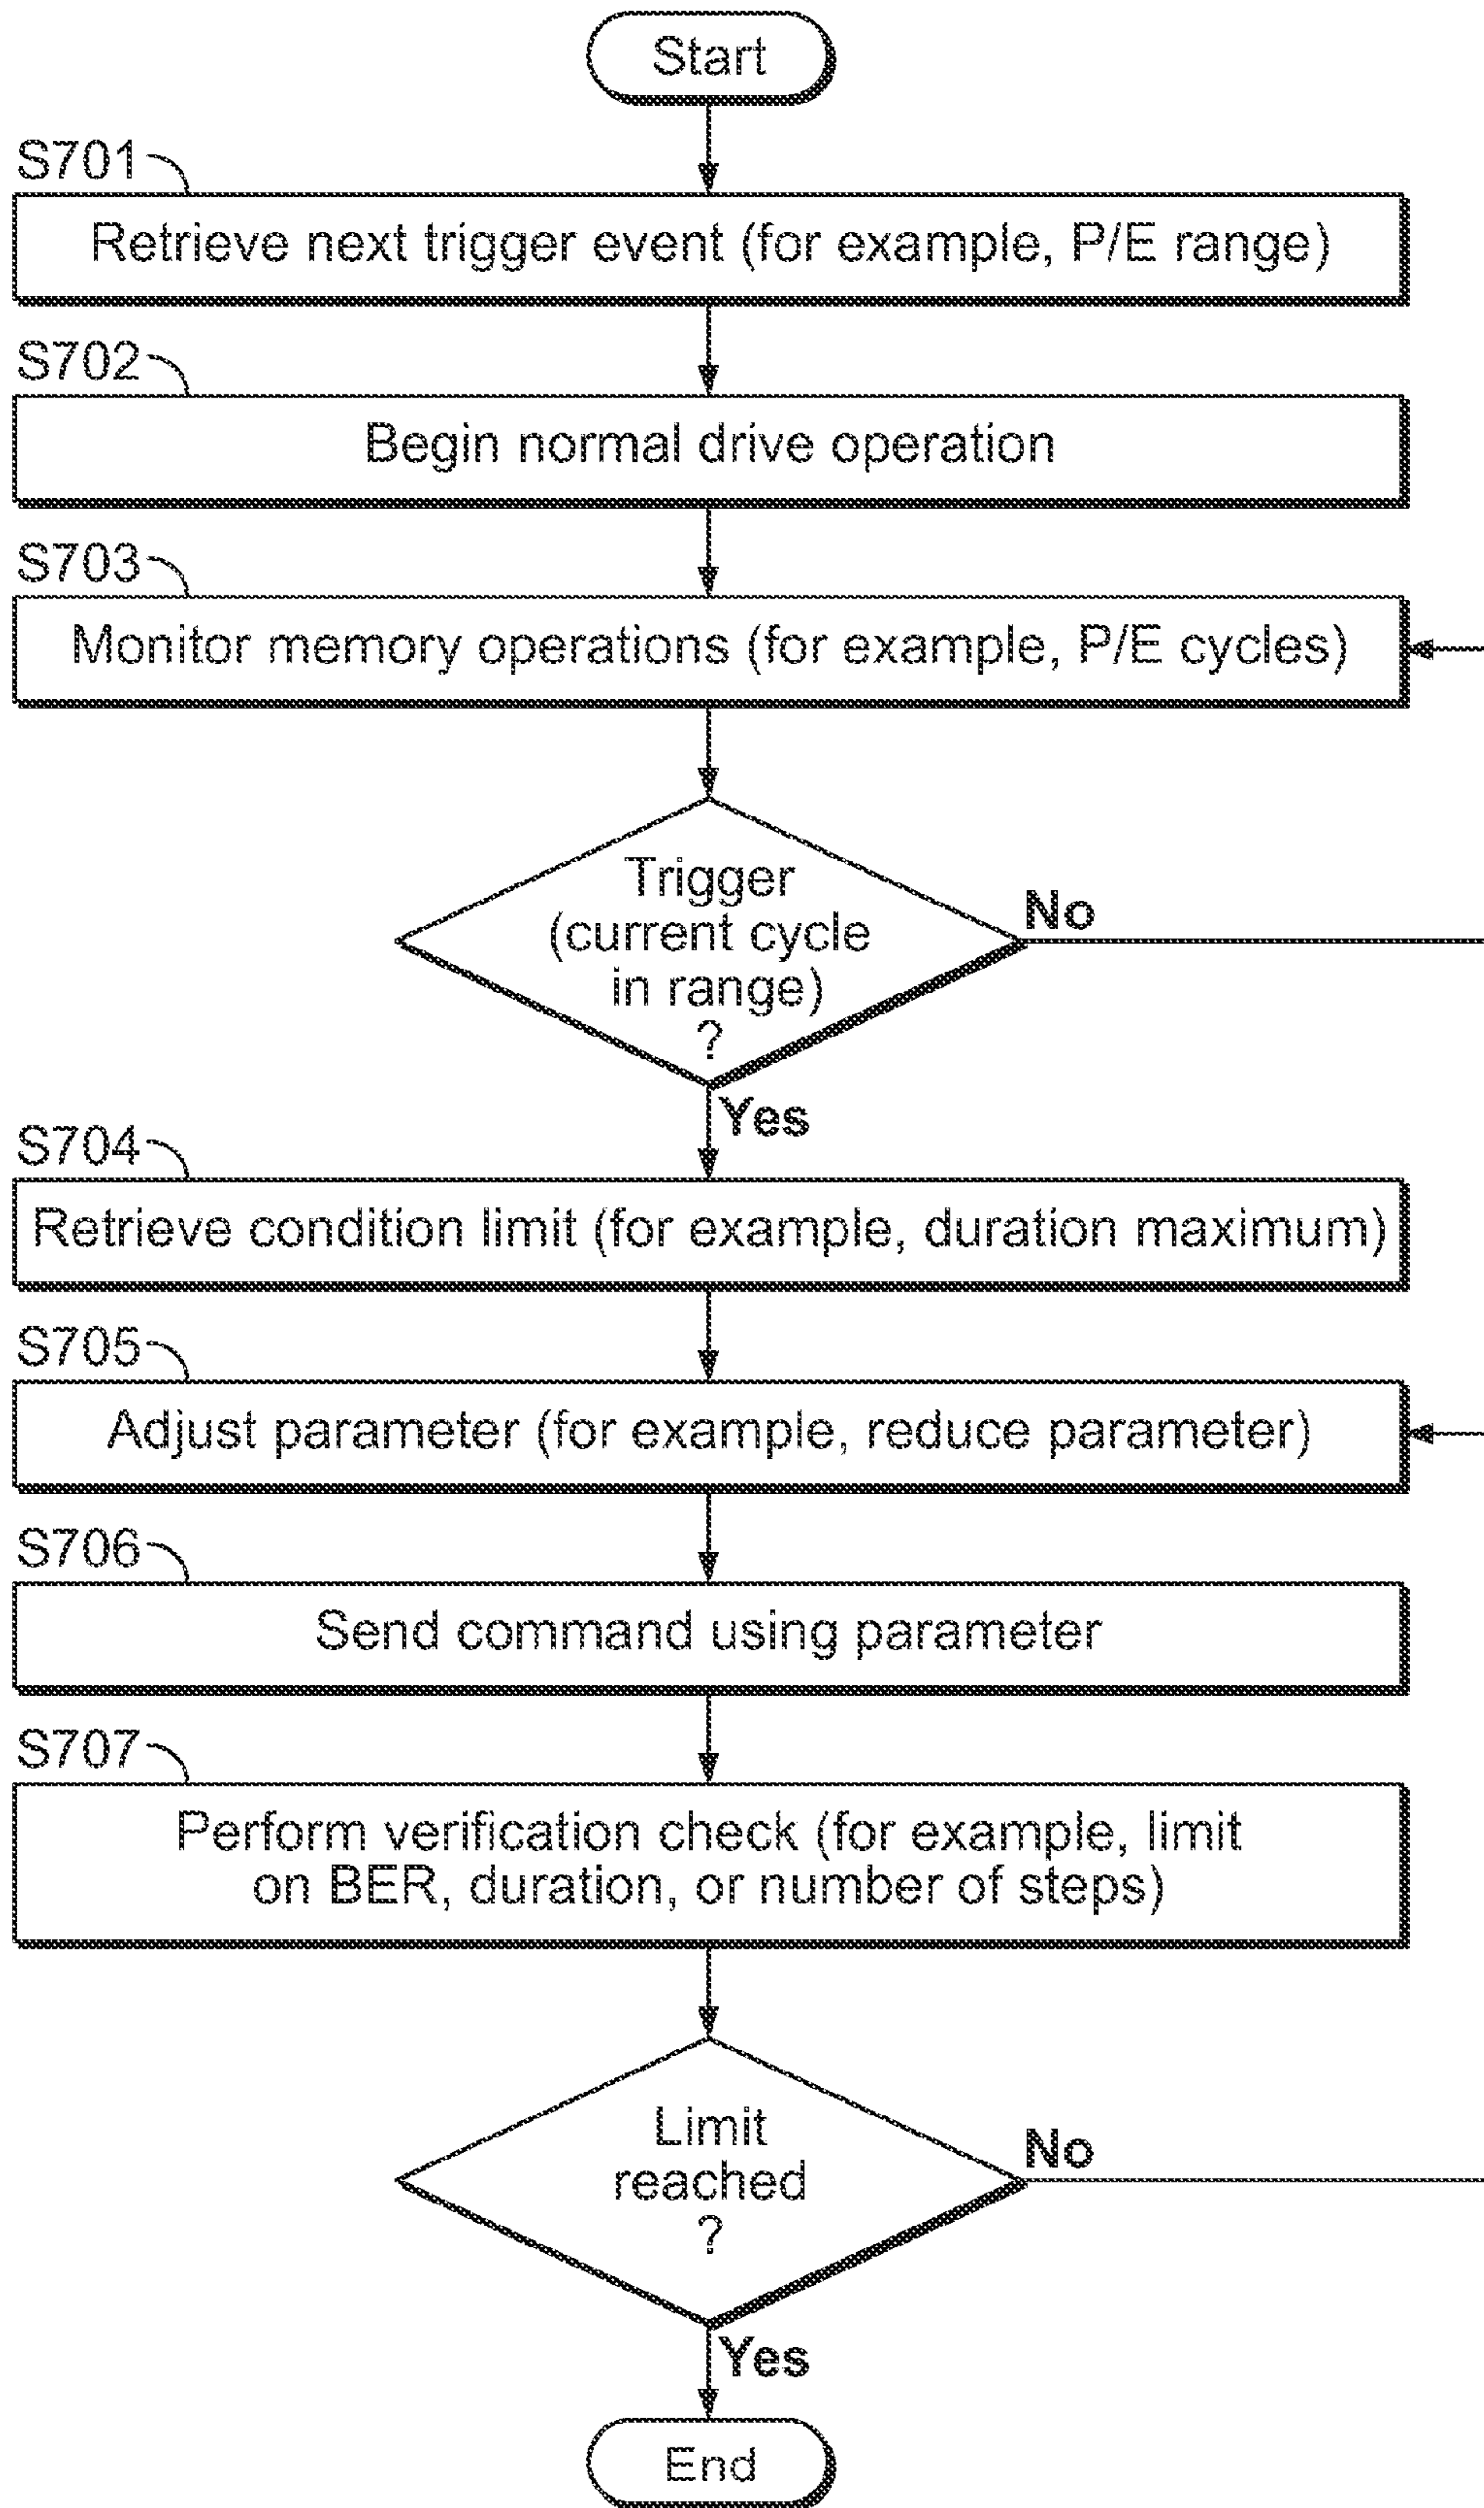 Start
S701
Retrieve next trigger event (for example, P/E range)
S702
Begin normal drive operation
S703
Monitor memory operations (for example, P/E cycles)
Trigger
(current cycle
in range)
?
No
Yes
S704
Retrieve condition limit (for example, duration maximum)
S705
Adjust parameter (for example, reduce parameter)
S706
Send command using parameter
S707
Perform verification check (for example, limit
on BER, duration, or number of steps)
Limit
reached
?
No
Yes
End